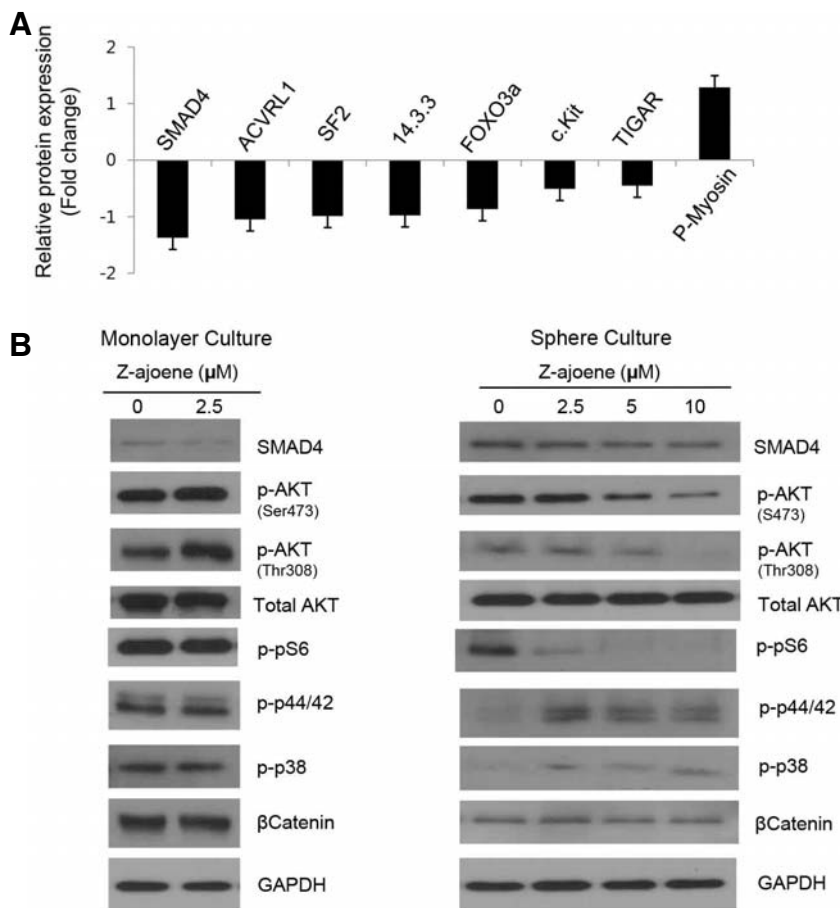 A
Relative protein expression
(Fold change)
2
1
0
-1
-2
SMAD4
ACVRL1
SF2
14.3.3
FOXO3a
c.Kit
TIGAR
P-Myosin
B
Monolayer Culture
Z-ajoene (µM)
0 2.5
SMAD4
p-AKT
(Ser473)
p-AKT
(Thr308)
Total AKT
p-pS6
p-p44/42
p-p38
βCatenin
GAPDH
Sphere Culture
Z-ajoene (µM)
0 2.5 5 10
SMAD4
p-AKT
(S473)
p-AKT
(Thr308)
Total AKT
p-pS6
p-p44/42
p-p38
βCatenin
GAPDH